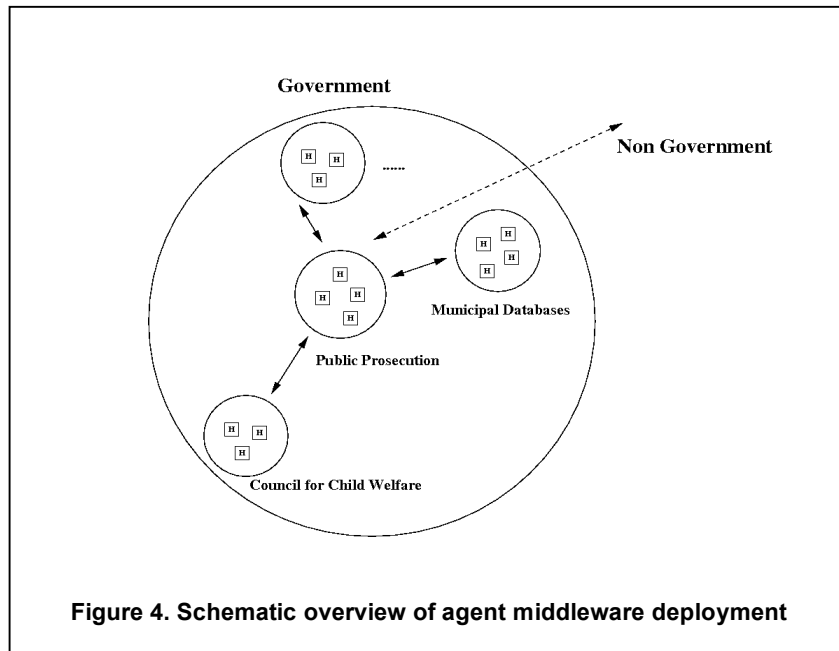 Government
H H
H
......
Non Government
H
H
H
H
Municipal Databases
H
H H
H
Public Prosecution
H H
H
Council for Child Welfare
Figure 4. Schematic overview of agent middleware deployment